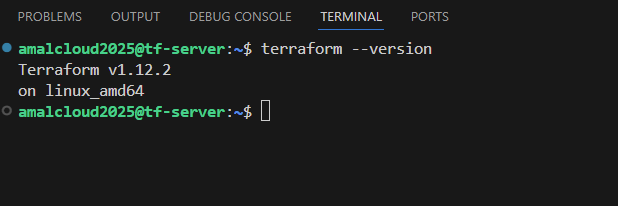 PROBLEMS OUTPUT DEBUG CONSOLE TERMINAL PORTS
amalcloud2025@tf-server:~$ terraform --version
Terraform v1.12.2
on linux_amd64
amalcloud2025@tf-server:~$